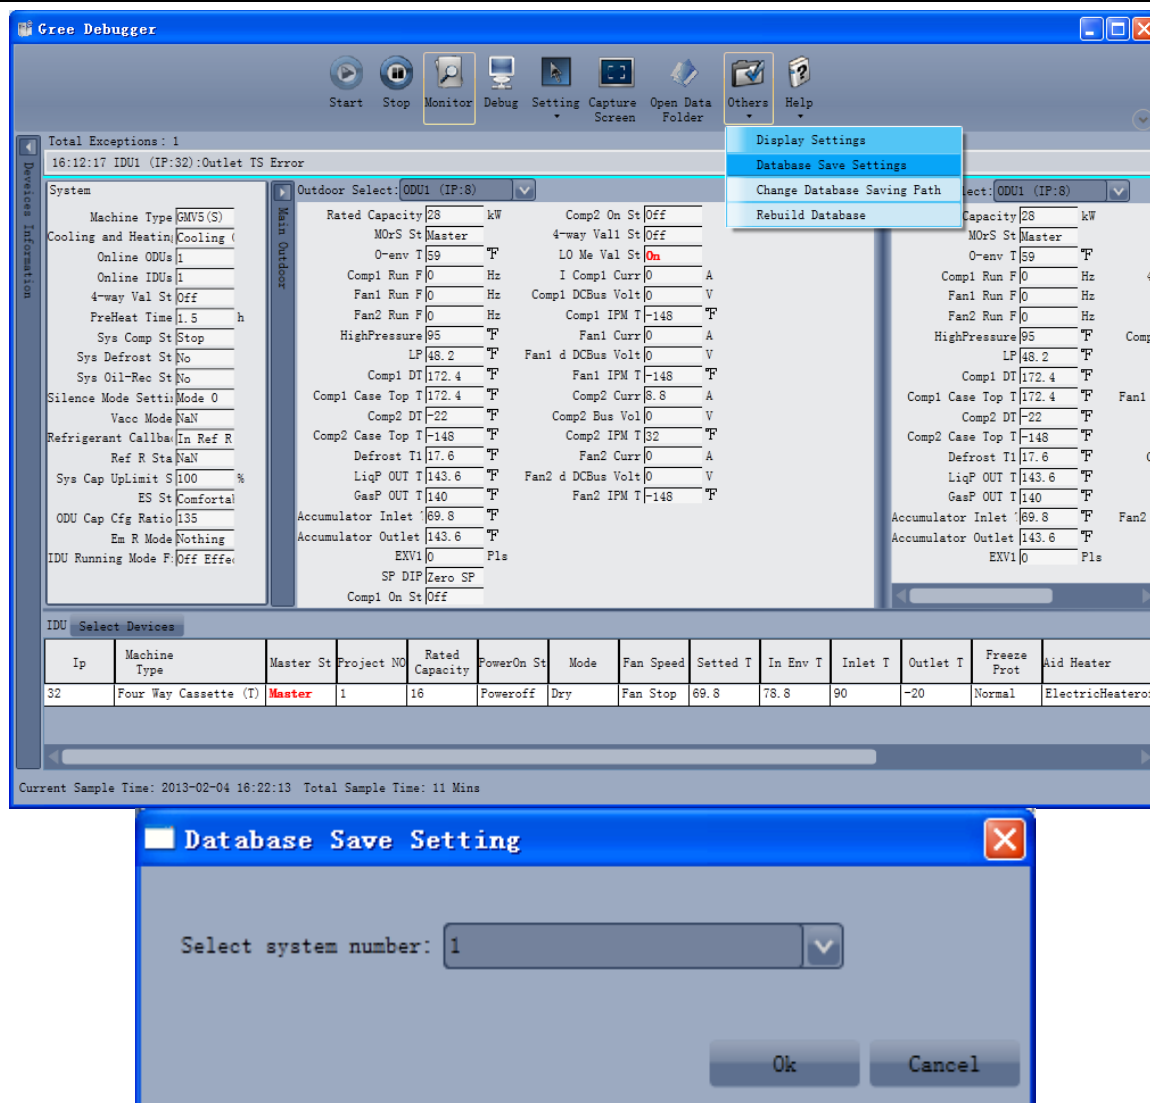 Gree Debugger
Start Stop Monitor Debug Setting Capture Screen Open Data Folder Others Help
Display Settings
Database Save Settings
Change Database Saving Path
Rebuild Database
Total Exceptions: 1
16:12:17 IDU1 (IP:32):Outlet TS Error
Deveices Information
System
Machine Type GMV5(S)
Cooling and Heatin Cooling
Online ODUs 1
Online IDUs 1
4-way Val St Off
PreHeat Time 1.5 h
Sys Comp St Stop
Sys Defrost St No
Sys Oil-Rec St No
Silence Mode Setti Mode 0
Vacc Mode NaN
Refrigerant Callba In Ref R
Ref R Sta NaN
Sys Cap UpLimit S 100 %
ES St Comforta
ODU Cap Cfg Ratio 135
Em R Mode Nothing
IDU Running Mode F: Off Effe
Main Outdoor
Outdoor Select: ODU1 (IP:8)
Rated Capacity 28 kW
MOrS St Master
O-env T 59 °F
Comp1 Run F 0 Hz
Fan1 Run F 0 Hz
Fan2 Run F 0 Hz
HighPressure 95 °F
LP 48.2 °F
Comp1 DT 172.4 °F
Comp1 Case Top T 172.4 °F
Comp2 DT -22 °F
Comp2 Case Top T -148 °F
Defrost T1 17.6 °F
LiqP OUT T 143.6 °F
GasP OUT T 140 °F
Accumulator Inlet 69.8 °F
Accumulator Outlet 143.6 °F
EXV1 0 Pls
SP DIP Zero SP
Comp1 On St Off
Comp2 On St Off
4-way Val1 St Off
LO Me Val St On
I Comp1 Curr 0 A
Comp1 DCBus Volt 0 V
Comp1 IPM T -148 °F
Fan1 Curr 0 A
Fan1 d DCBus Volt 0 V
Fan1 IPM T -148 °F
Comp2 Curr 8.8 A
Comp2 Bus Vol 0 V
Comp2 IPM T 32 °F
Fan2 Curr 0 A
Fan2 d DCBus Volt 0 V
Fan2 IPM T -148 °F
lect: ODU1 (IP:8)
Capacity 28 kW
MOrS St Master
O-env T 59 °F
Comp1 Run F 0 Hz
Fan1 Run F 0 Hz
Fan2 Run F 0 Hz
HighPressure 95 °F Comp
LP 48.2 °F
Comp1 DT 172.4 °F
Comp1 Case Top T 172.4 °F Fan1
Comp2 DT -22 °F
Comp2 Case Top T -148 °F
Defrost T1 17.6 °F
LiqP OUT T 143.6 °F
GasP OUT T 140 °F
Accumulator Inlet 69.8 °F Fan2
Accumulator Outlet 143.6 °F
EXV1 0 Pls
IDU Select Devices
Ip Machine Type Master St Project NO Rated Capacity PowerOn St Mode Fan Speed Setted T In Env T Inlet T Outlet T Freeze Prot Aid Heater
32 Four Way Cassette (T) Master 1 16 Poweroff Dry Fan Stop 69.8 78.8 90 -20 Normal ElectricHeatero
Current Sample Time: 2013-02-04 16:22:13 Total Sample Time: 11 Mins
Database Save Setting
Select system number: 1
Ok Cancel